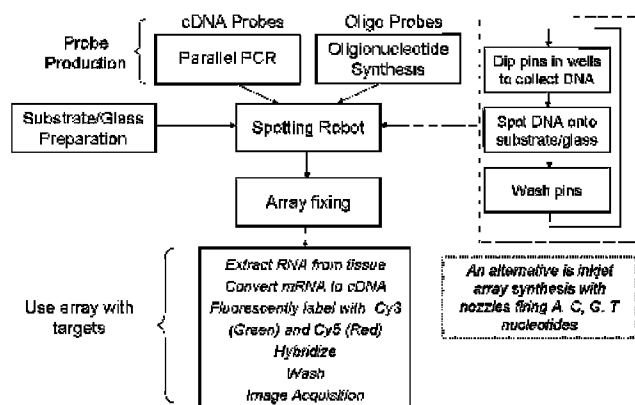 cDNA Probes
Oligo Probes
Probe
Production
Parallel PCR
Oligionucleotide
Synthesis
Dip pins in wells
to collect DNA
Substrate/Glass
Preparation
Spotting Robot
Spot DNA onto
substrate/glass
Array fixing
Wash pins
Use array with
targets
Extract RNA from tissue
Convert mRNA to cDNA
Fluorescently label with Cy3
(Green) and Cy5 (Red)
Hybridize
Wash
Image Acquisition
An alternative is inkjet
array synthesis with
nozzles firing A, C, G, T
nucleotides